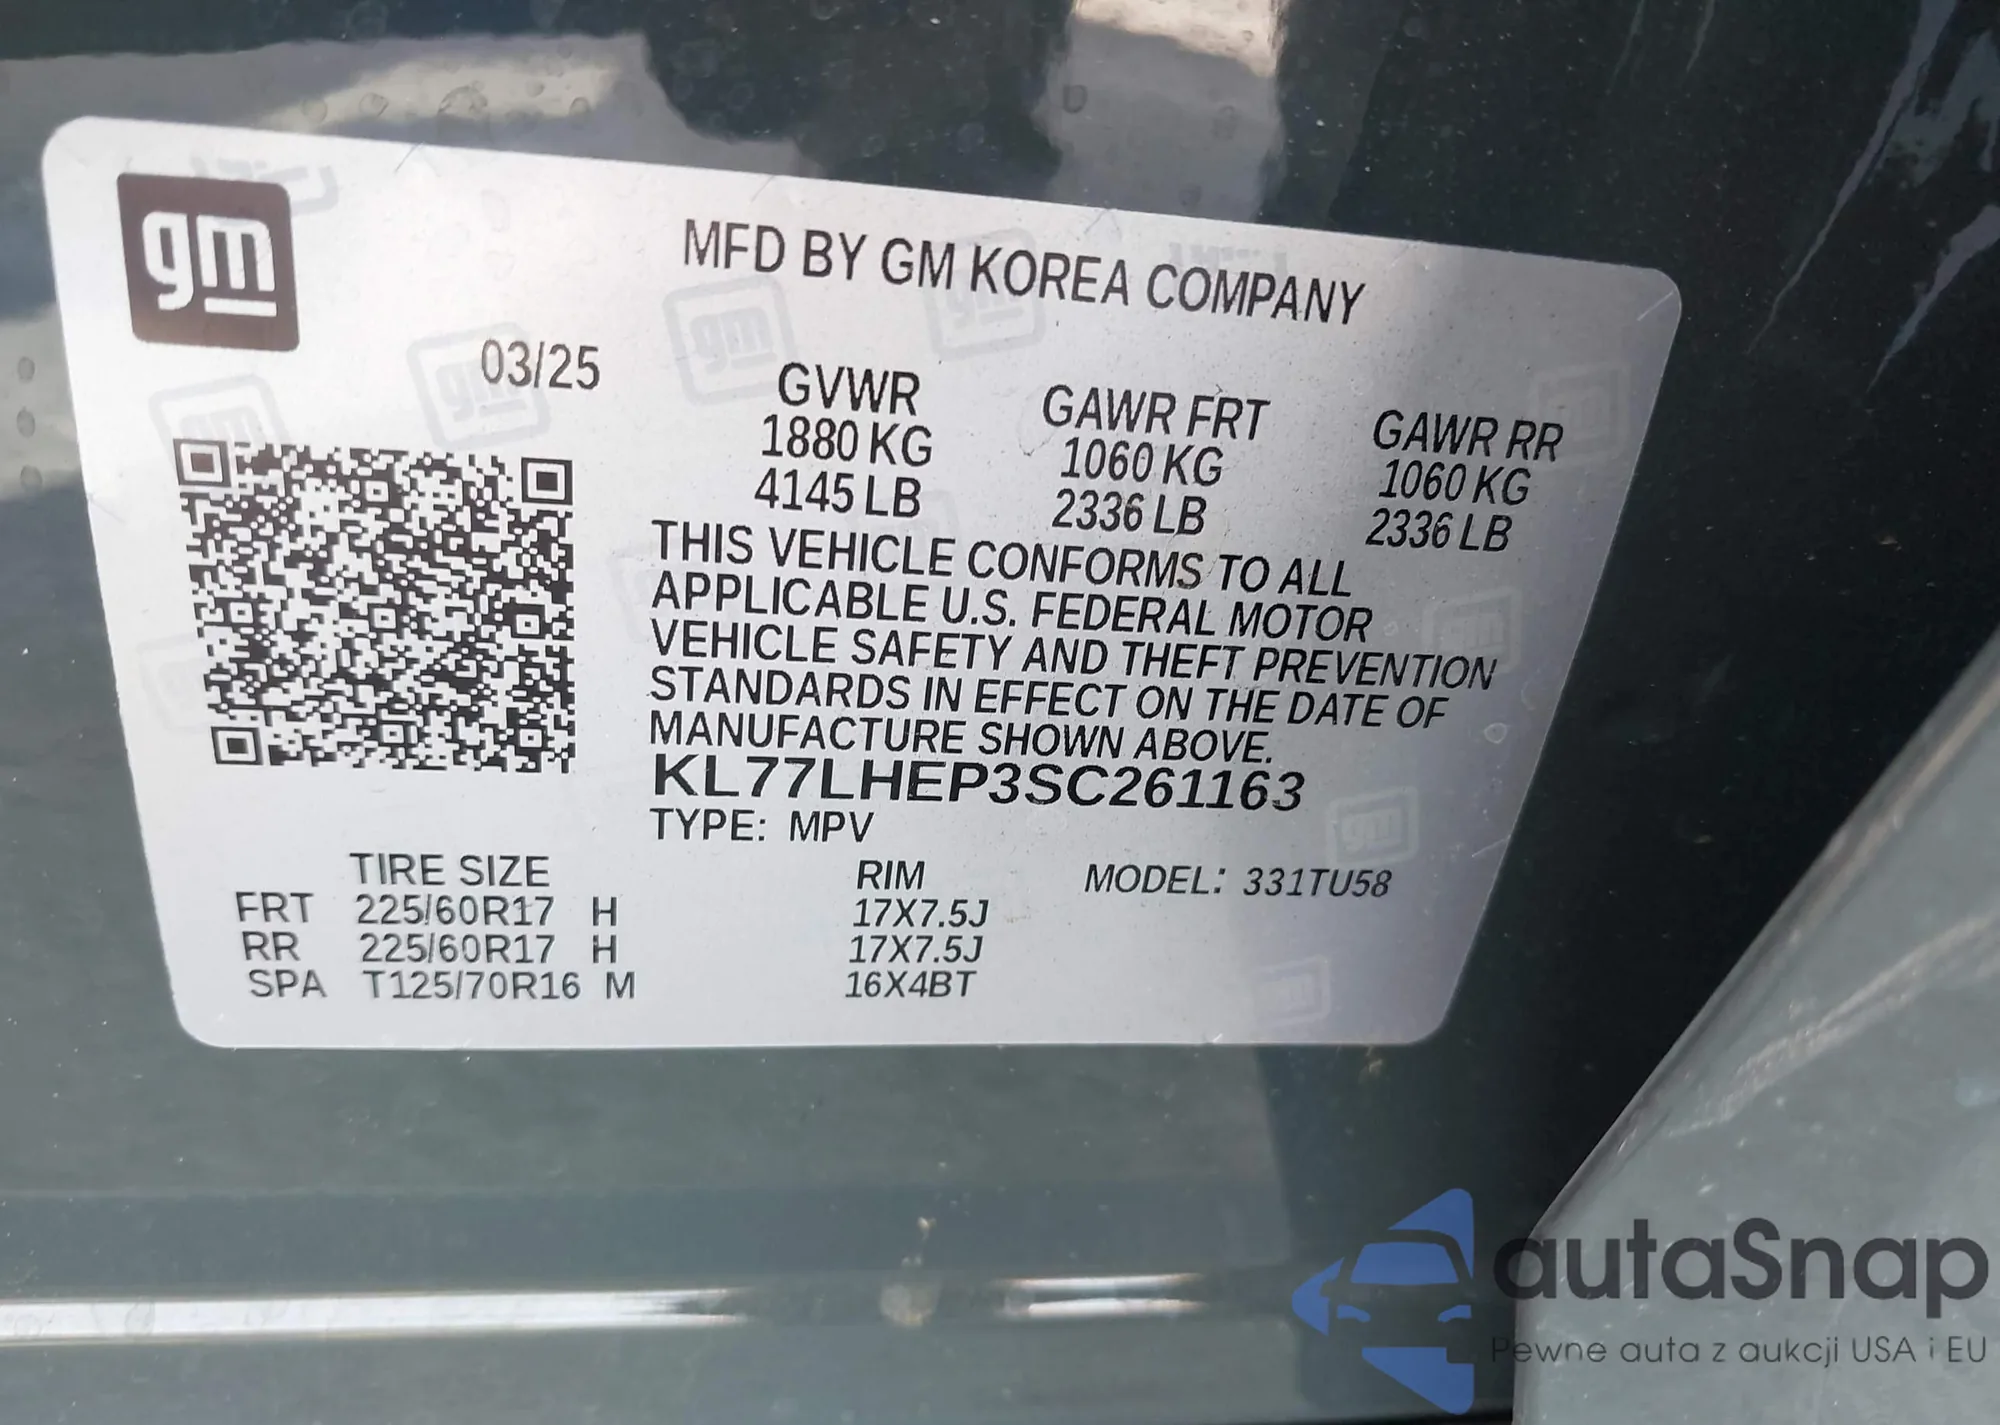 gm
MFD BY GM KOREA COMPANY
03/25
GVWR GAWR FRT GAWR RR
1880 KG 1060 KG 1060 KG
4145 LB 2336 LB 2336 LB
THIS VEHICLE CONFORMS TO ALL
APPLICABLE U.S. FEDERAL MOTOR
VEHICLE SAFETY AND THEFT PREVENTION
STANDARDS IN EFFECT ON THE DATE OF
MANUFACTURE SHOWN ABOVE.
KL77LHEP3SC261163
TYPE: MPV
TIRE SIZE RIM MODEL: 331TU58
FRT 225/60R17 H 17X7.5J
RR 225/60R17 H 17X7.5J
SPA T125/70R16 M 16X4BT
autaSnap
Pewne auta z aukcji USA i EU